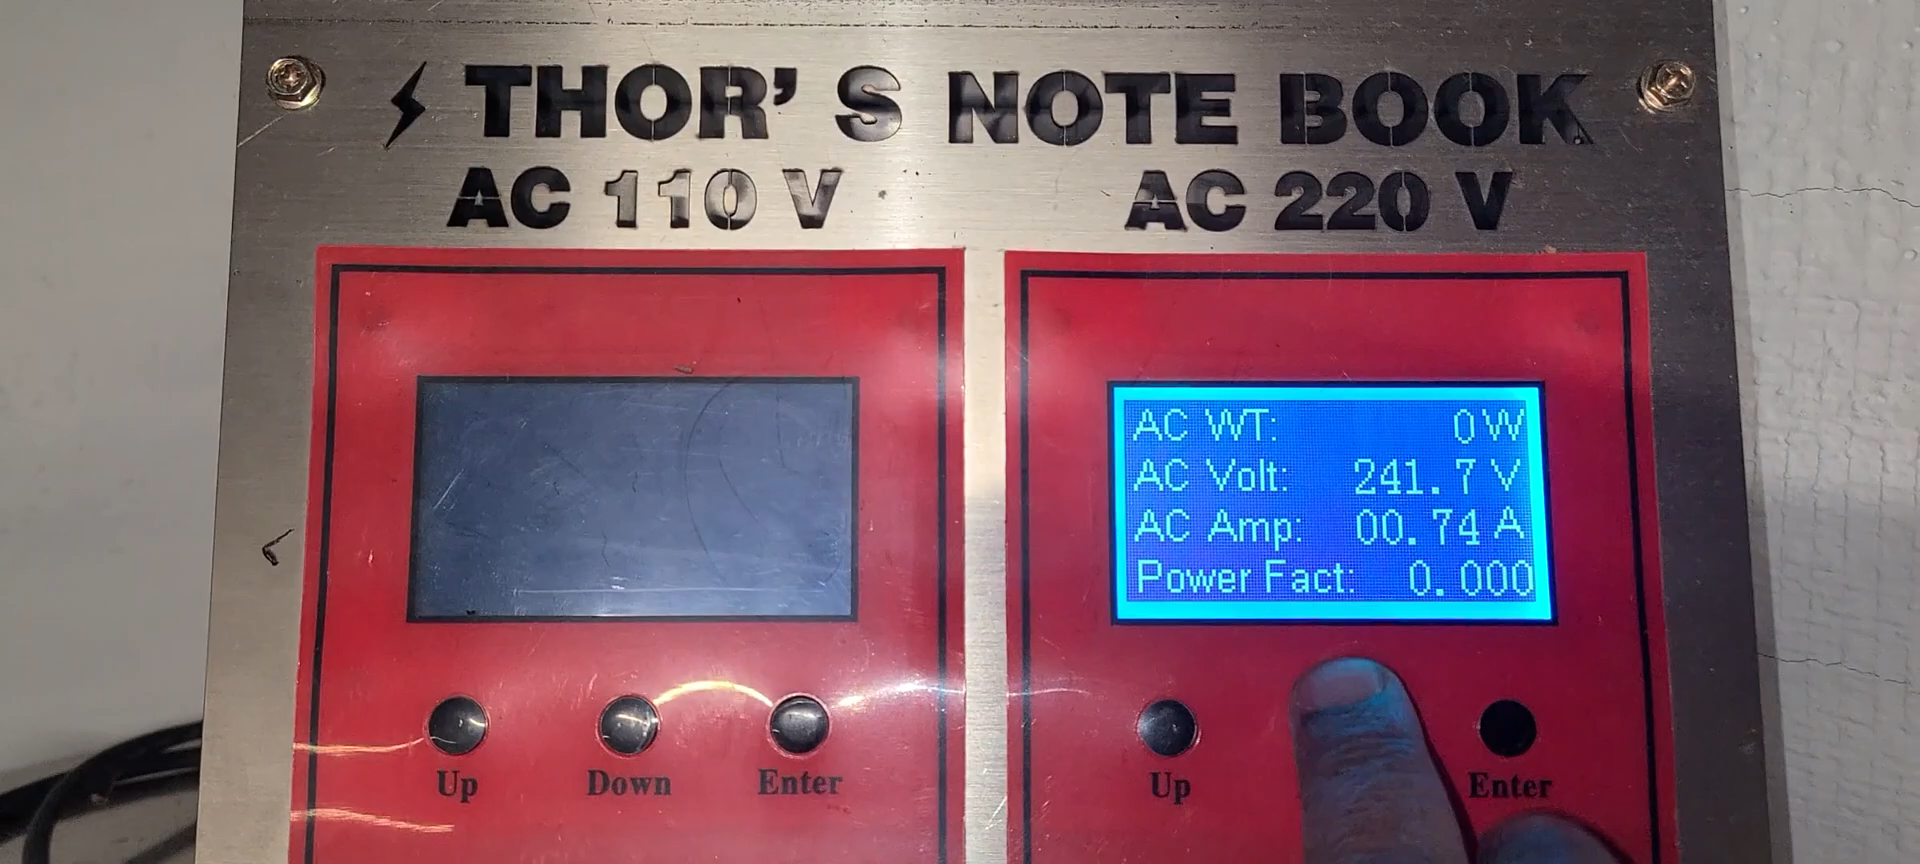 THOR'S NOTE BOOK
AC 110 V
AC 220 V
AC WT: 0W
AC Volt: 241.7 V
AC Amp: 00.74 A
Power Fact: 0.000
Up
Down
Enter
Up
Enter